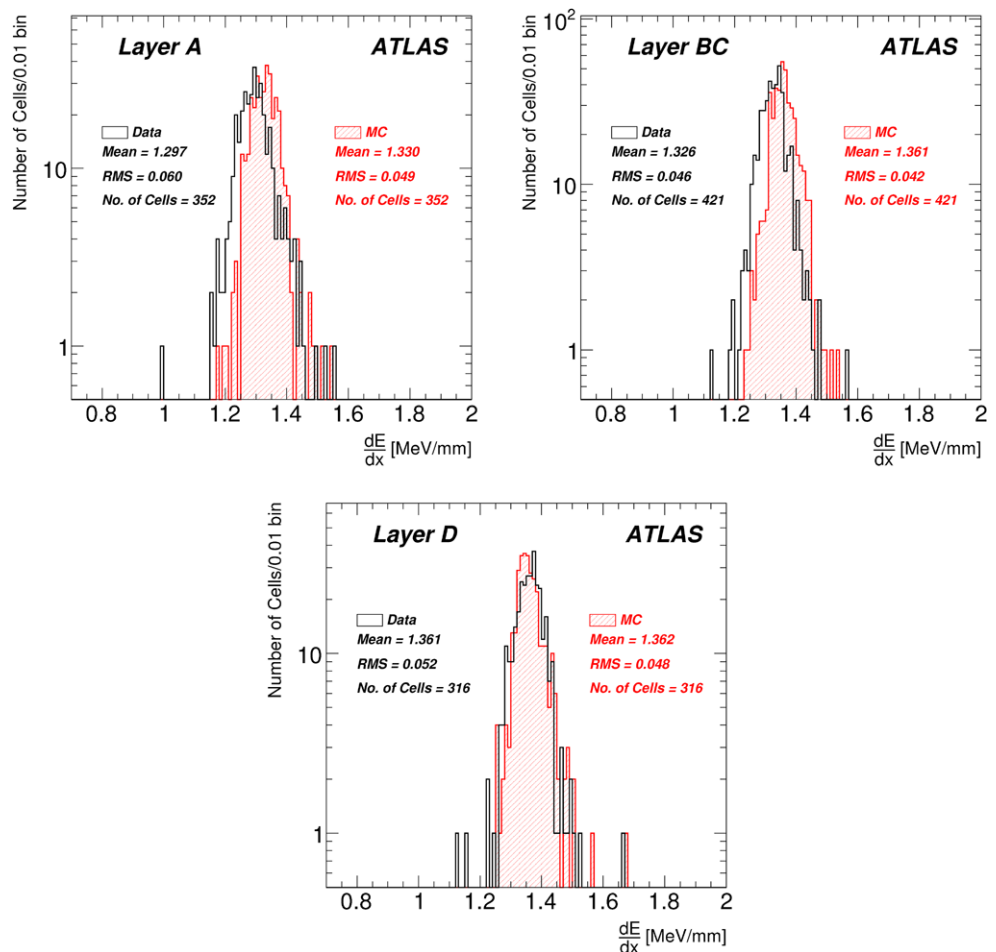 Layer A ATLAS
Number of Cells/0.01 bin
Data MC
Mean = 1.297 Mean = 1.330
RMS = 0.060 RMS = 0.049
No. of Cells = 352 No. of Cells = 352
10
1
0.8 1 1.2 1.4 1.6 1.8 2
dE/dx [MeV/mm]
10²
Layer BC ATLAS
Number of Cells/0.01 bin
Data MC
Mean = 1.326 Mean = 1.361
RMS = 0.046 RMS = 0.042
No. of Cells = 421 No. of Cells = 421
10
1
0.8 1 1.2 1.4 1.6 1.8 2
dE/dx [MeV/mm]
Layer D ATLAS
Number of Cells/0.01 bin
Data MC
Mean = 1.361 Mean = 1.362
RMS = 0.052 RMS = 0.048
No. of Cells = 316 No. of Cells = 316
10
1
0.8 1 1.2 1.4 1.6 1.8 2
dE/dx [MeV/mm]